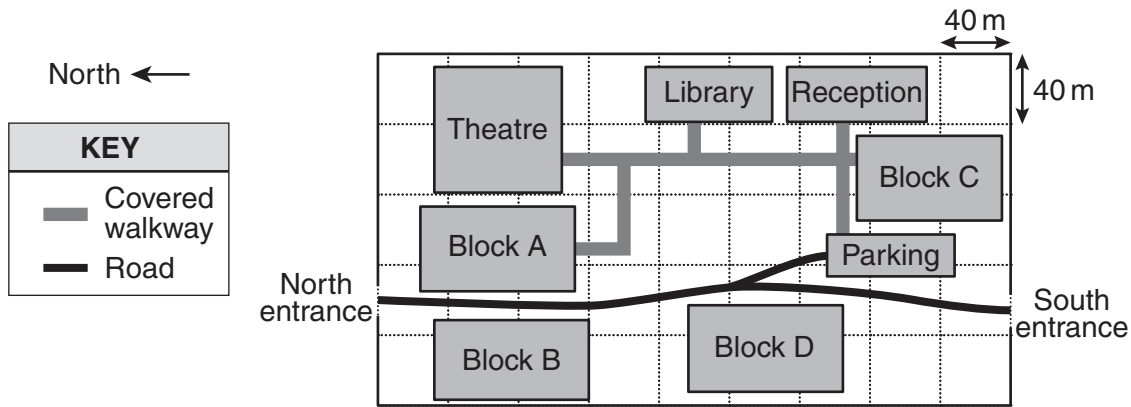 40 m
North
40 m
Library
Reception
Theatre
KEY
Covered
walkway
Road
Block C
Block A
Parking
North
entrance
South
entrance
Block D
Block B